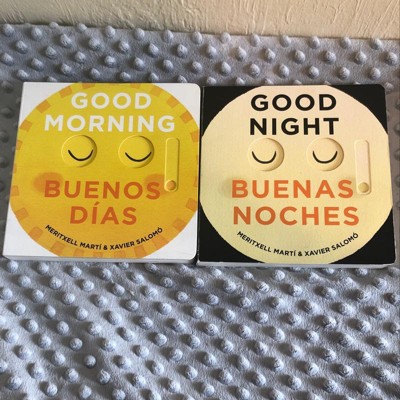 GOOD
MORNING
BUENOS
DÍAS
MERITXELL MARTÍ & XAVIER SALOMÓ
GOOD
NIGHT
BUENAS
NOCHES
MERITXELL MARTÍ & XAVIER SALOMÓ